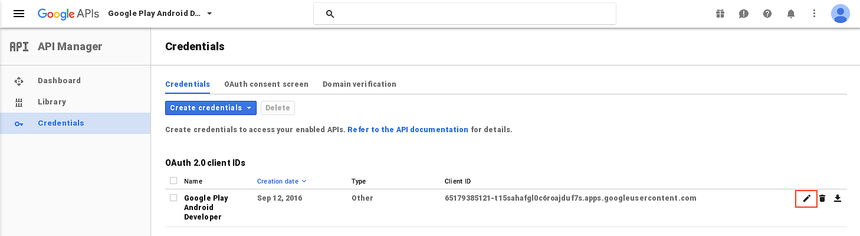 Google APIs Google Play Android D...
API API Manager
Credentials
Dashboard
Library
Credentials
Credentials OAuth consent screen Domain verification
Create credentials Delete
Create credentials to access your enabled APIs. Refer to the API documentation for details.
OAuth 2.0 client IDs
Name Creation date Type Client ID
Google Play Android Developer Sep 12, 2016 Other 65179385121-t15sahafgl0c6roajduf7s.apps.googleusercontent.com